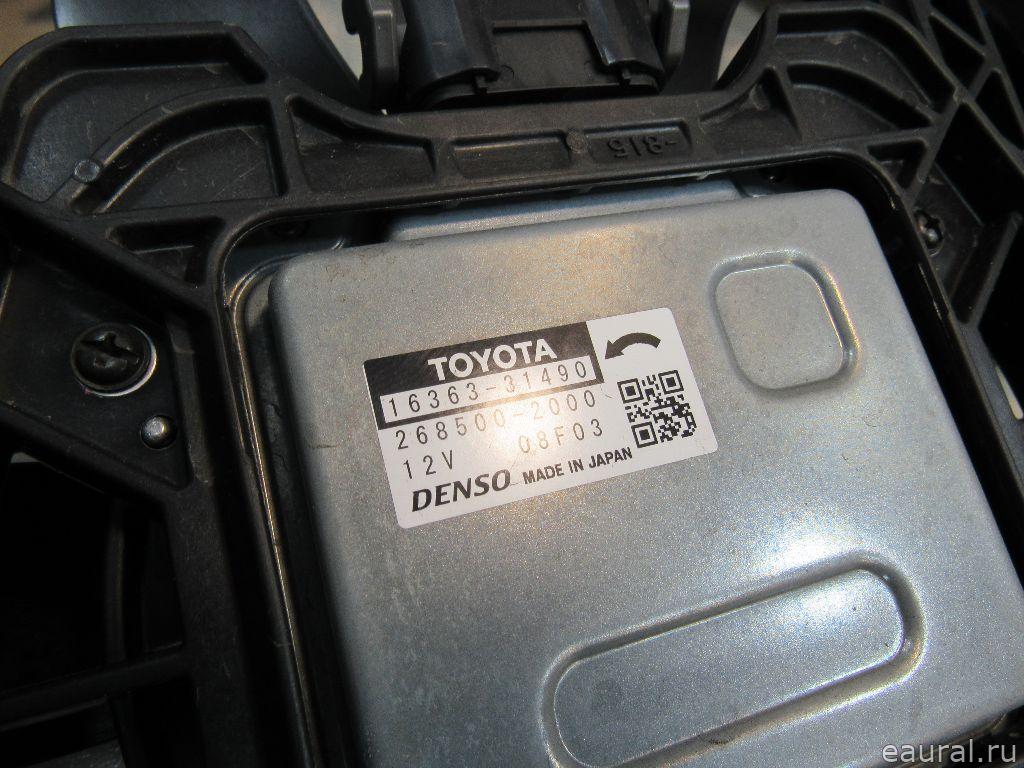 -815
TOYOTA
16363-31490
268500-2000
12V 08F03
DENSO MADE IN JAPAN
eaural.ru